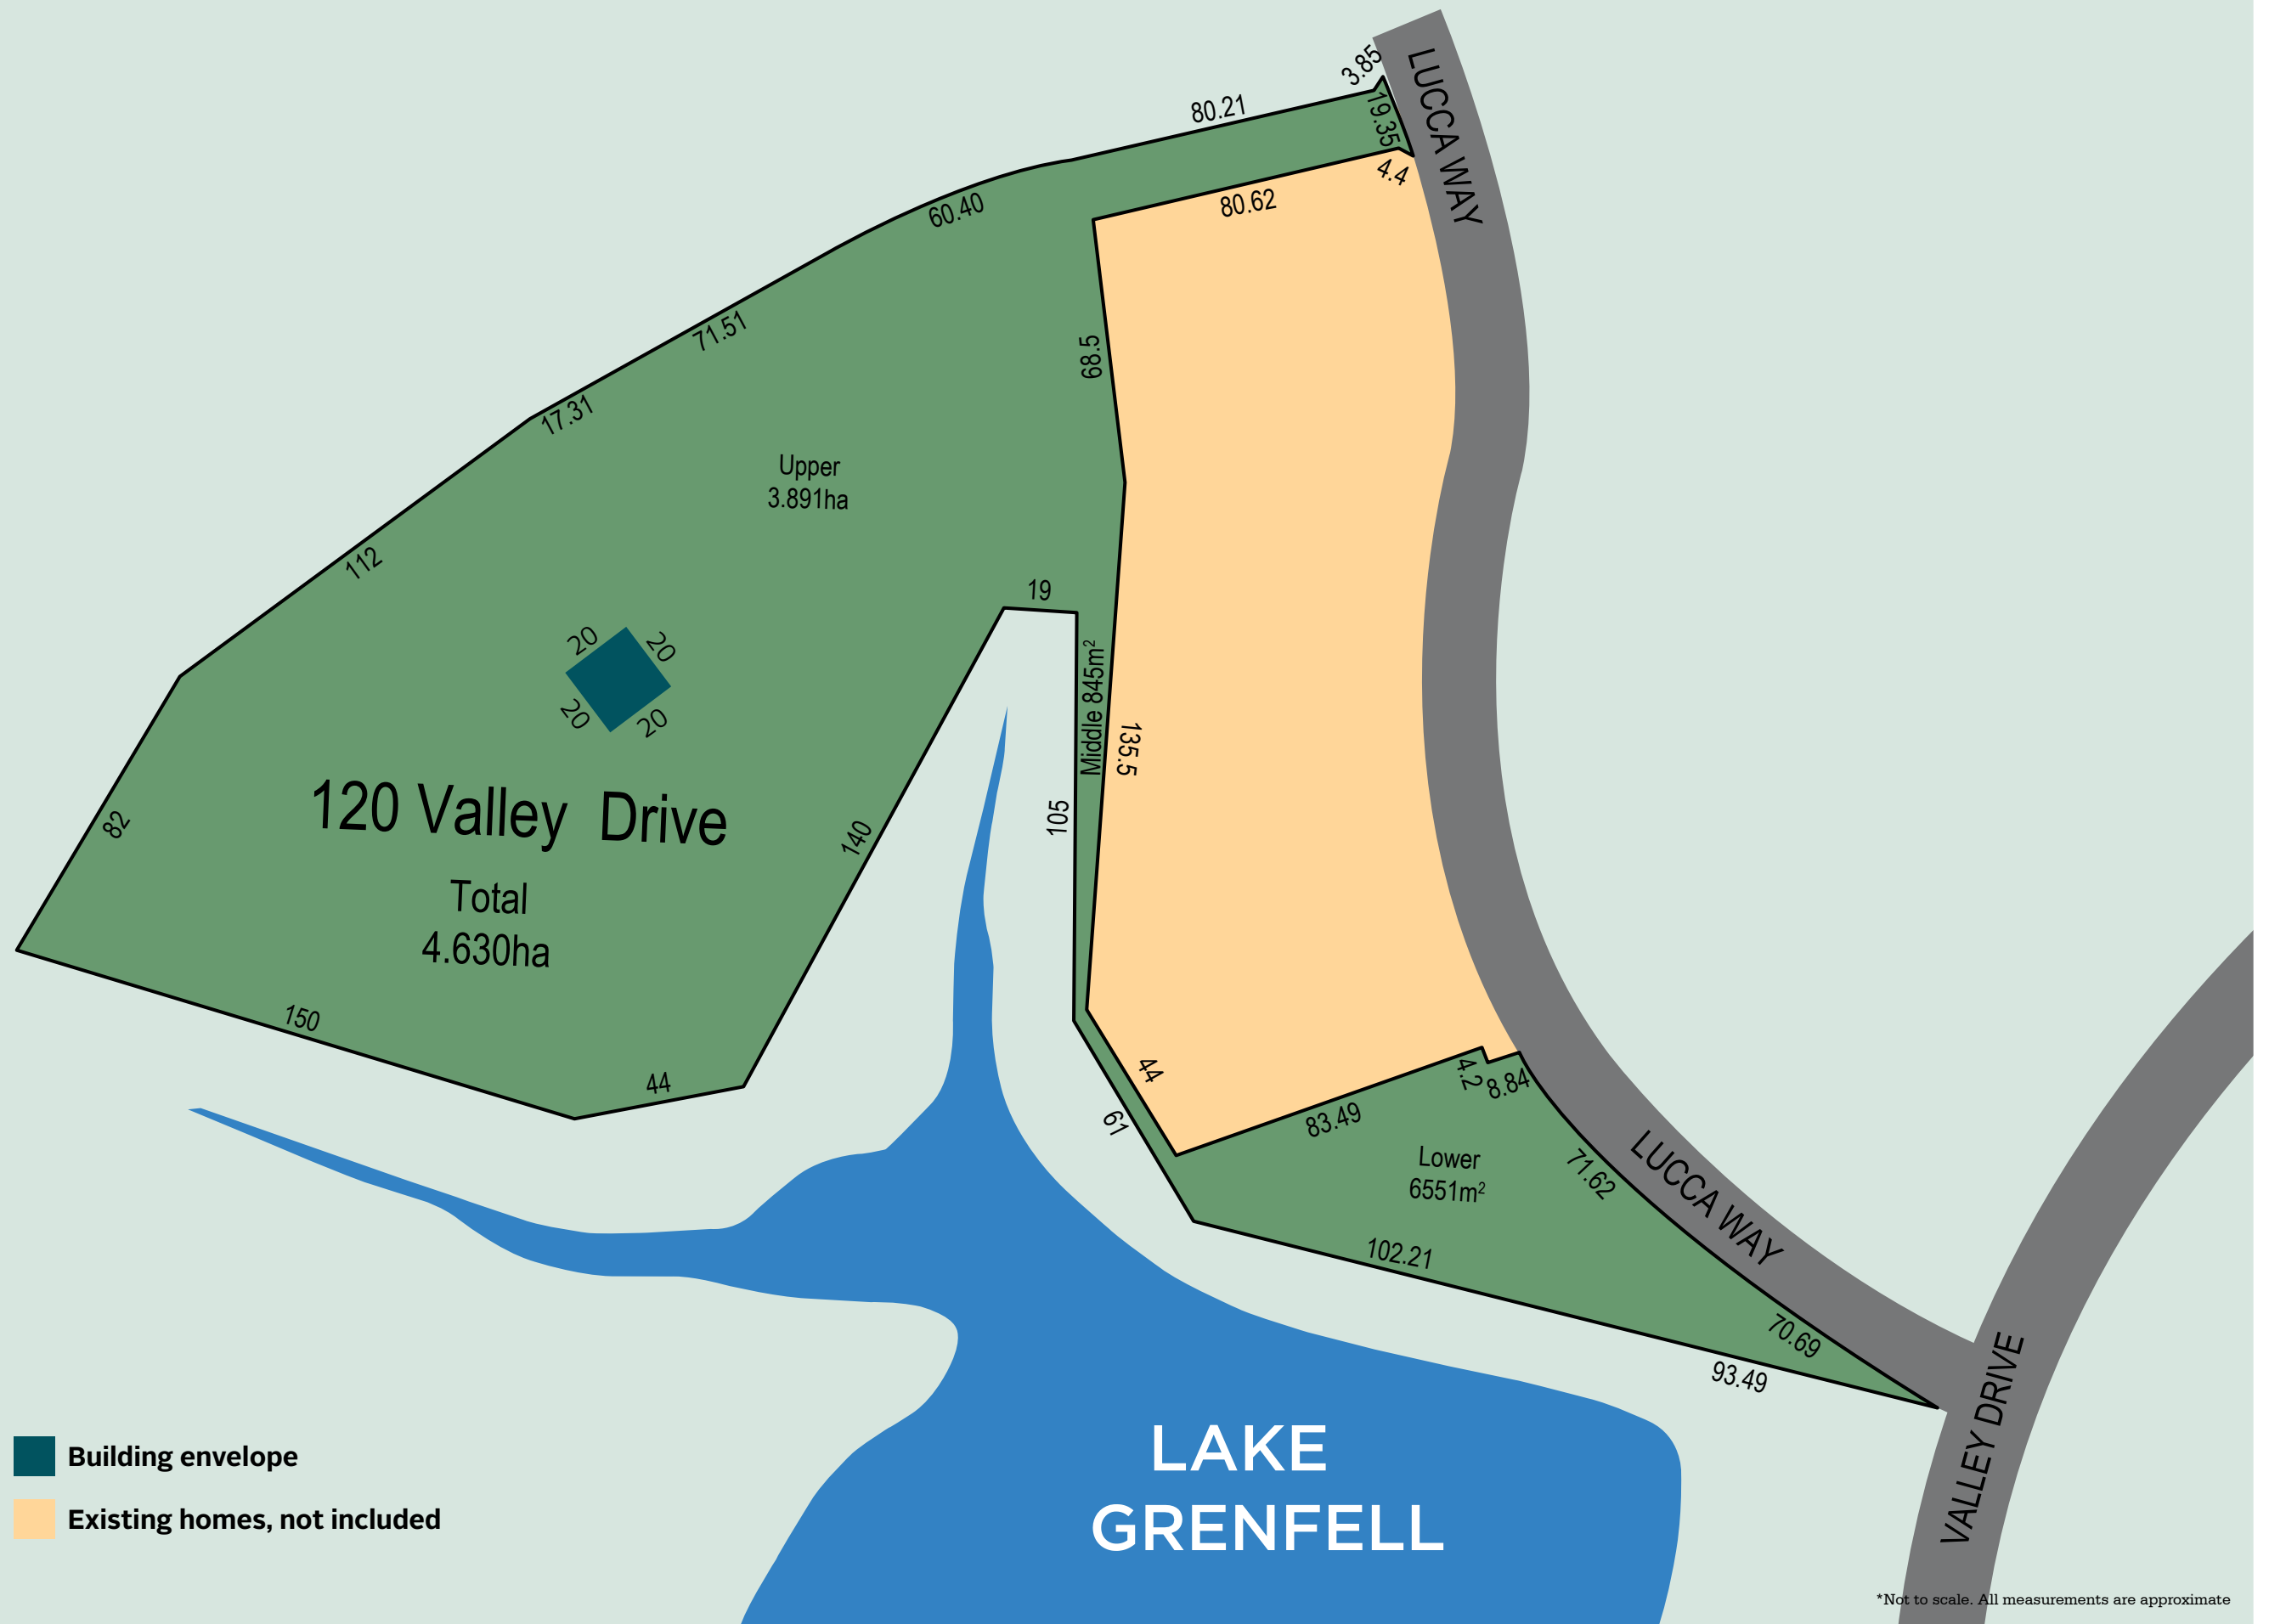 3.85
LUCCA WAY
80.21
19.35
4.4
60.40
80.62
71.51
68.5
17.31
Upper
3.891ha
112
19
20
20
20
20
Middle 845m²
135.5
120 Valley Drive
82
140
105
Total
4.630ha
150
44
44
61
4.2
8.84
83.49
Lower
6551m²
71.62
LUCCA WAY
102.21
70.69
93.49
VALLEY DRIVE
LAKE
GRENFELL
Building envelope
Existing homes, not included
*Not to scale. All measurements are approximate